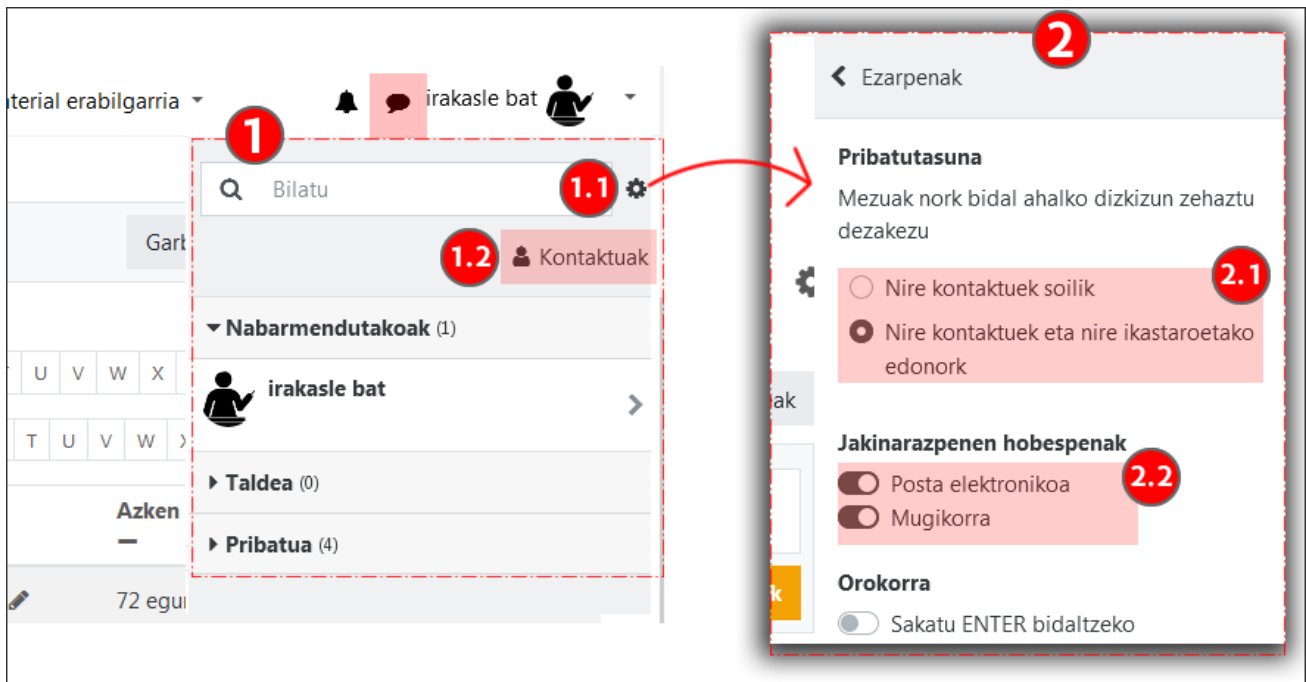 terial erabilgarria
irakasle bat
1
Bilatu
1.1
Garb
1.2
Kontaktuak
Nabarmendutakoak (1)
U V W X
irakasle bat
T U V W X
Taldea (0)
Azken
Pribatua (4)
72 egun
2
Ezarpenak
Pribatutasuna
Mezuak nork bidal ahalko dizkizun zehaztu
dezakezu
2.1
Nire kontaktuek soilik
Nire kontaktuek eta nire ikastaroetako
edonork
ak
Jakinarazpenen hobespenak
2.2
Posta elektronikoa
Mugikorra
Orokorra
k
Sakatu ENTER bidaltzeko